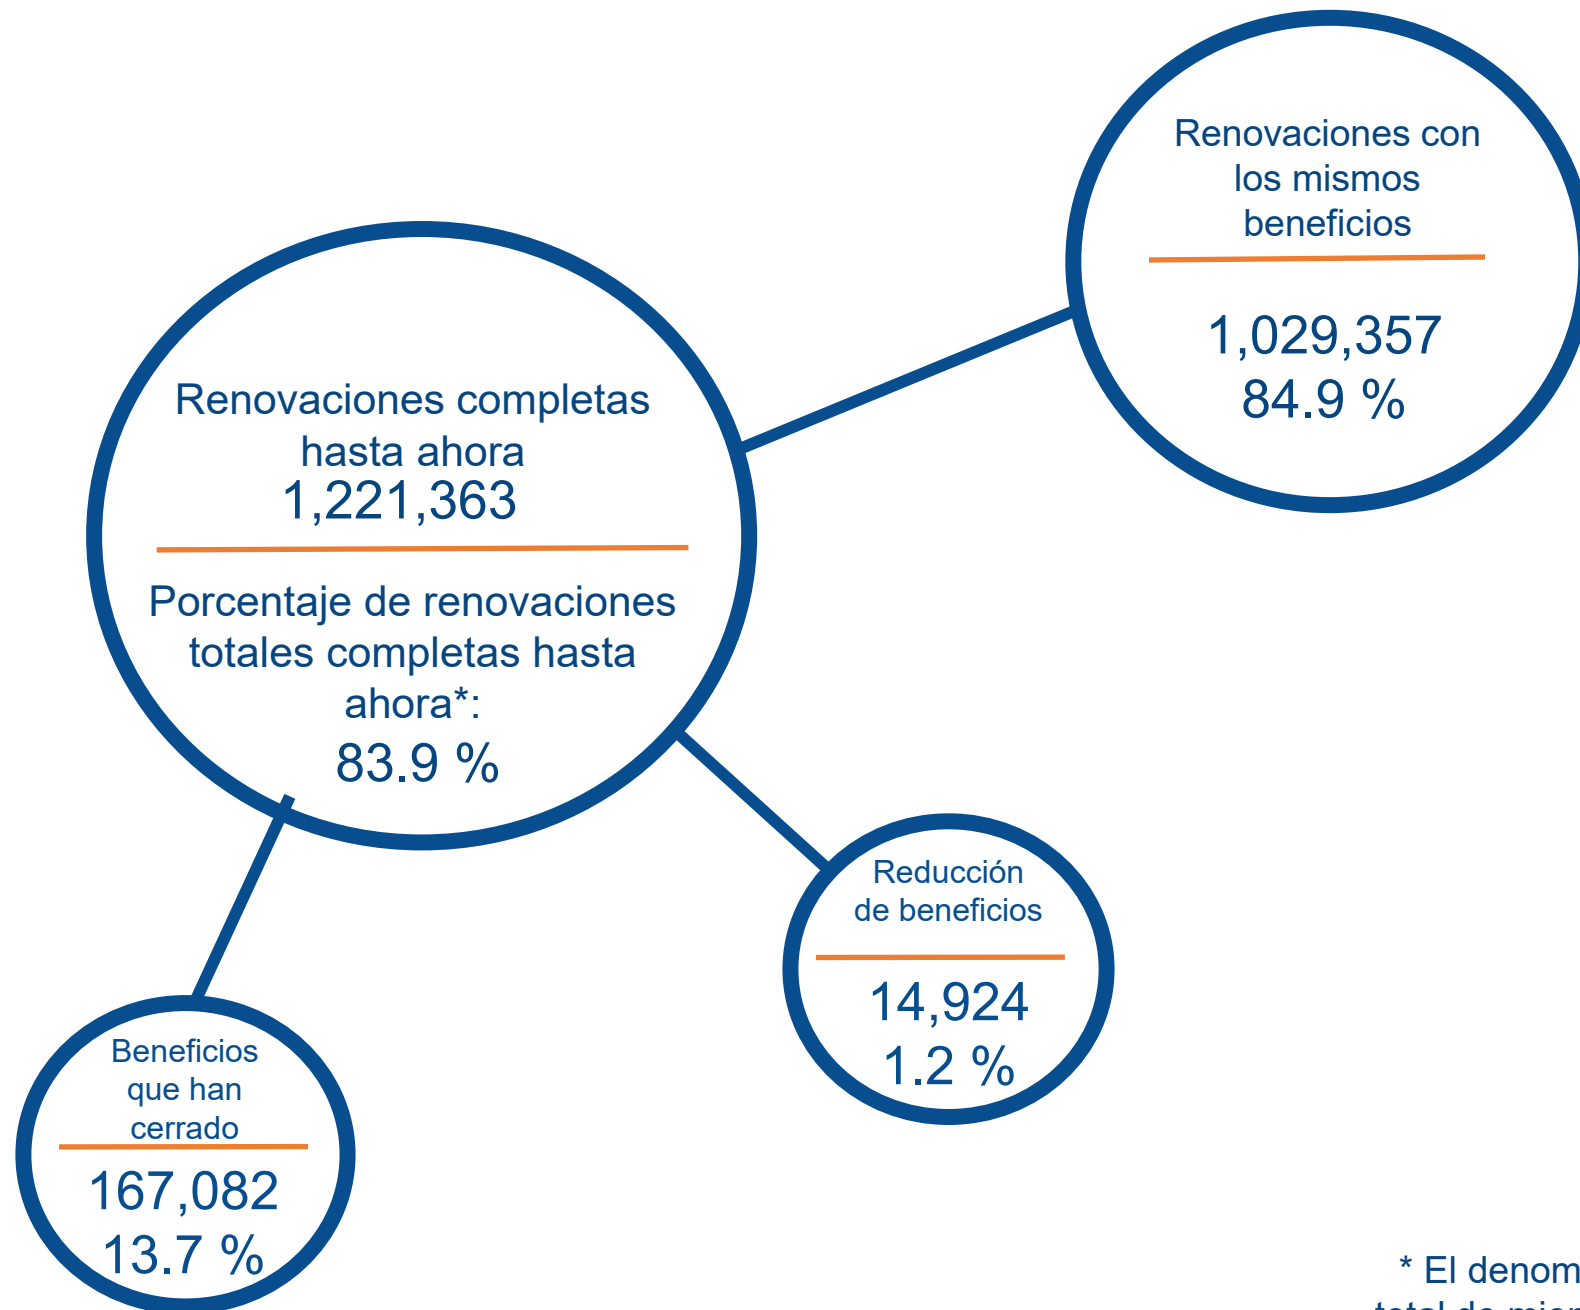 Renovaciones con
los mismos
beneficios
1,029,357
84.9 %
Renovaciones completas
hasta ahora
1,221,363
Porcentaje de renovaciones
totales completas hasta
ahora*:
83.9 %
Reducción
de beneficios
14,924
1.2 %
Beneficios
que han
cerrado
167,082
13.7 %
* El
total de